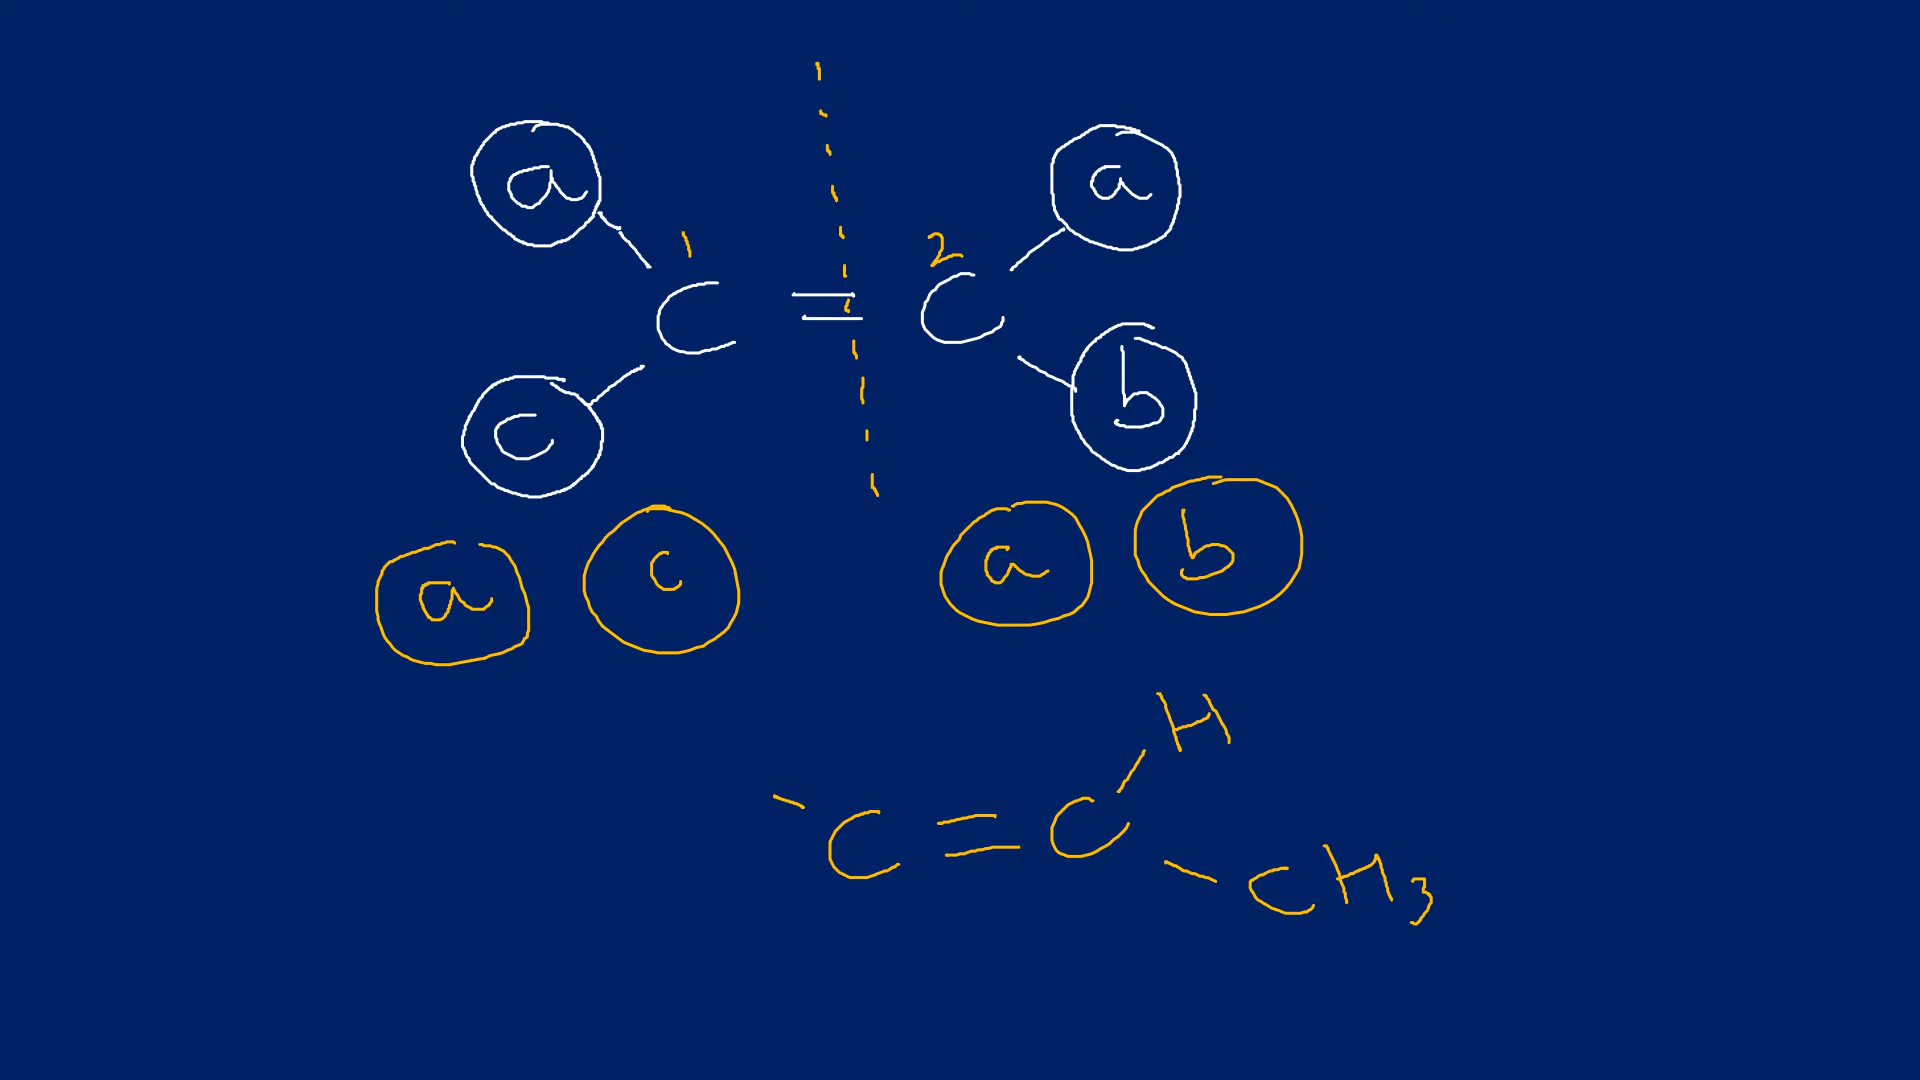 a a
1 2
C = C
c b
a c a b
H
- C = C
- CH3